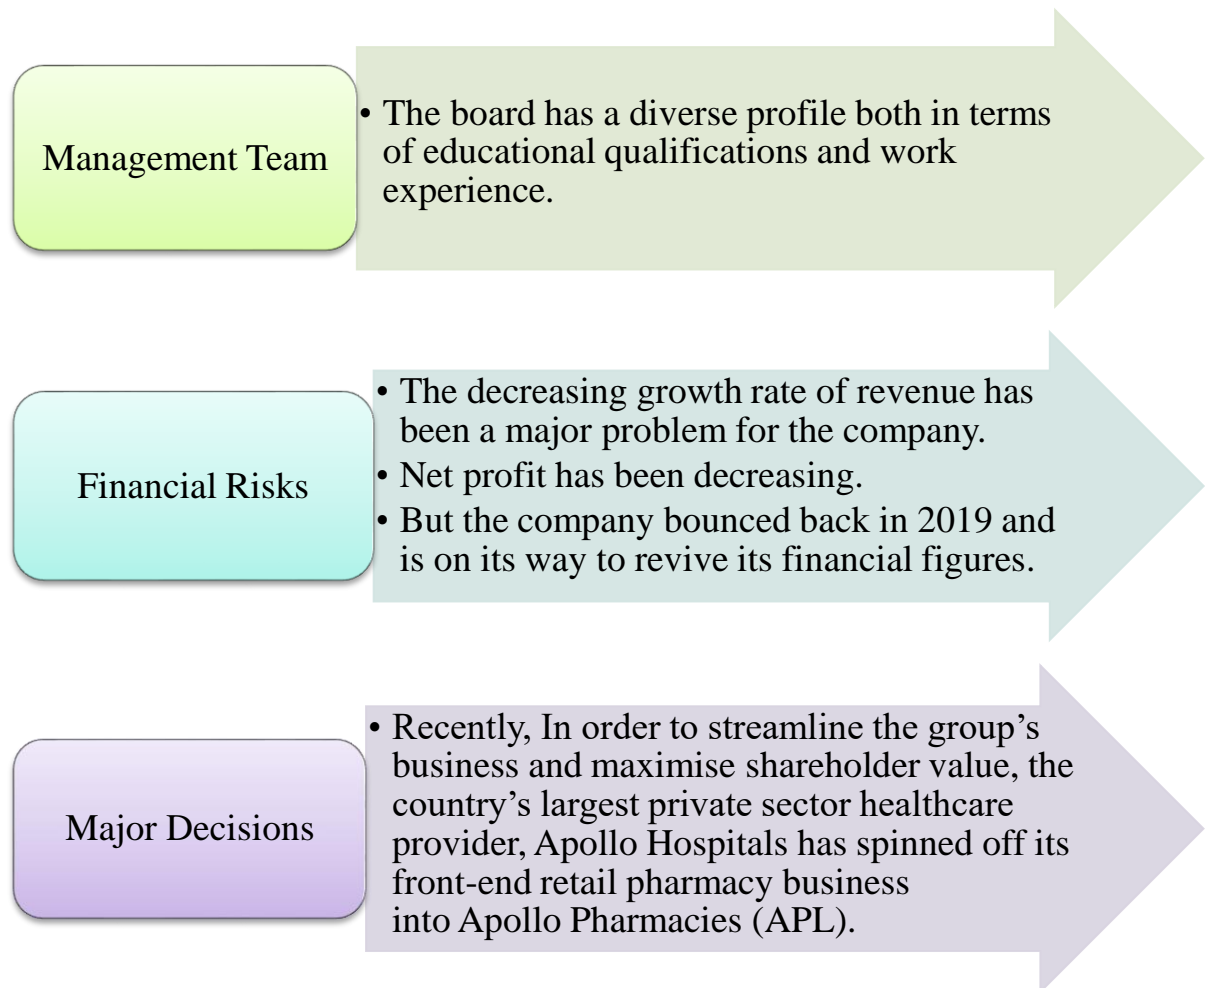 Management Team
• The board has a diverse profile both in terms
of educational qualifications and work
experience.
Financial Risks
• The decreasing growth rate of revenue has
been a major problem for the company.
• Net profit has been decreasing.
• But the company bounced back in 2019 and
is on its way to revive its financial figures.
Major Decisions
• Recently, In order to streamline the group’s
business and maximise shareholder value, the
country’s largest private sector healthcare
provider, Apollo Hospitals has spinned off its
front-end retail pharmacy business
into Apollo Pharmacies (APL).